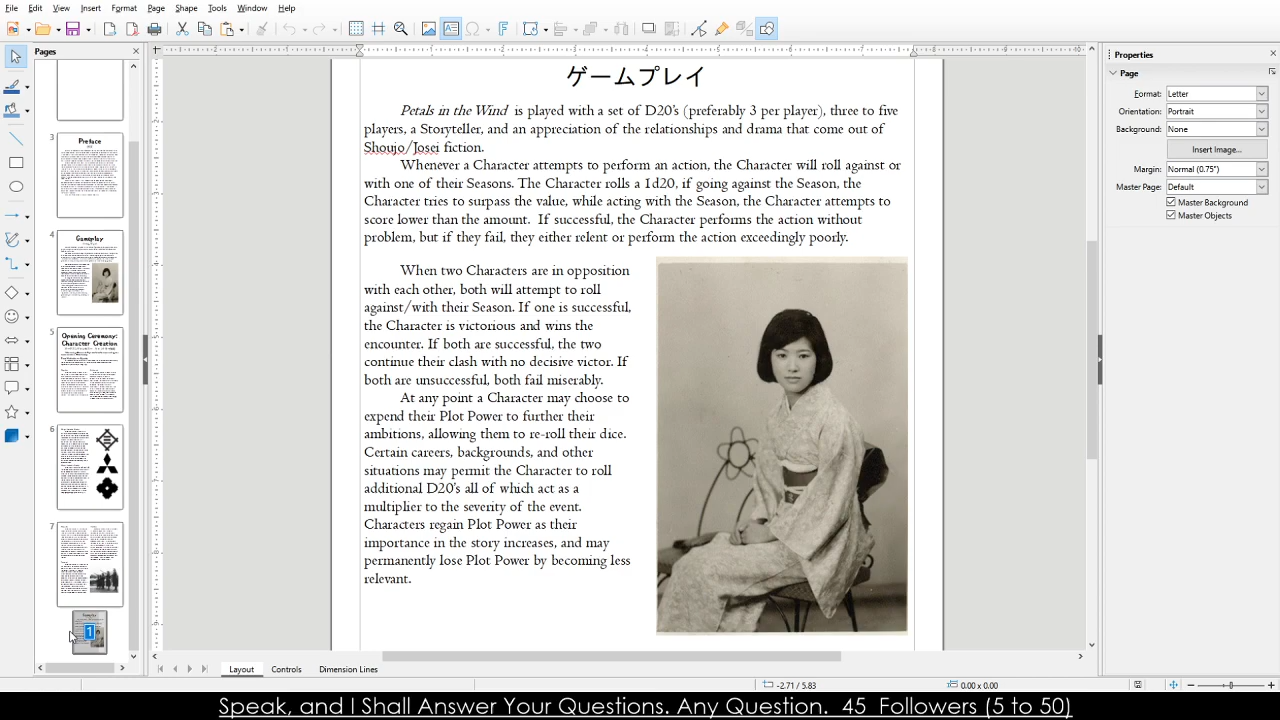 File Edit View Insert Format Page Shape Tools Window Help
Pages
3
Preface
4
Gameplay
5
Opening Ceremony:
Character Creation
6
7
1
ゲームプレイ
Petals in the Wind is played with a set of D20's (preferably 3 per player), three to five
players, a Storyteller, and an appreciation of the relationships and drama that come out of
Shoujo/Josei fiction.
Whenever a Character attempts to perform an action, the Character will roll against or
with one of their Seasons. The Character rolls a 1d20, if going against the Season, the
Character tries to surpass the value, while acting with the Season, the Character attempts to
score lower than the amount. If successful, the Character performs the action without
problem, but if they fail, they either relent or perform the action exceedingly poorly.
When two Characters are in opposition
with each other, both will attempt to roll
against/with their Season. If one is successful,
the Character is victorious and wins the
encounter. If both are successful, the two
continue their clash with no decisive victor. If
both are unsuccessful, both fail miserably.
At any point a Character may choose to
expend their Plot Power to further their
ambitions, allowing them to re-roll their dice.
Certain careers, backgrounds, and other
situations may permit the Character to roll
additional D20's all of which act as a
multiplier to the severity of the event.
Characters regain Plot Power as their
importance in the story increases, and may
permanently lose Plot Power by becoming less
relevant.
Properties
Page
Format: Letter
Orientation: Portrait
Background: None
Insert Image...
Margin: Normal (0.75")
Master Page: Default
Master Background
Master Objects
Layout Controls Dimension Lines
-2.71 / 5.83 0.00 x 0.00
Speak, and I Shall Answer Your Questions. Any Question. 45 Followers (5 to 50)